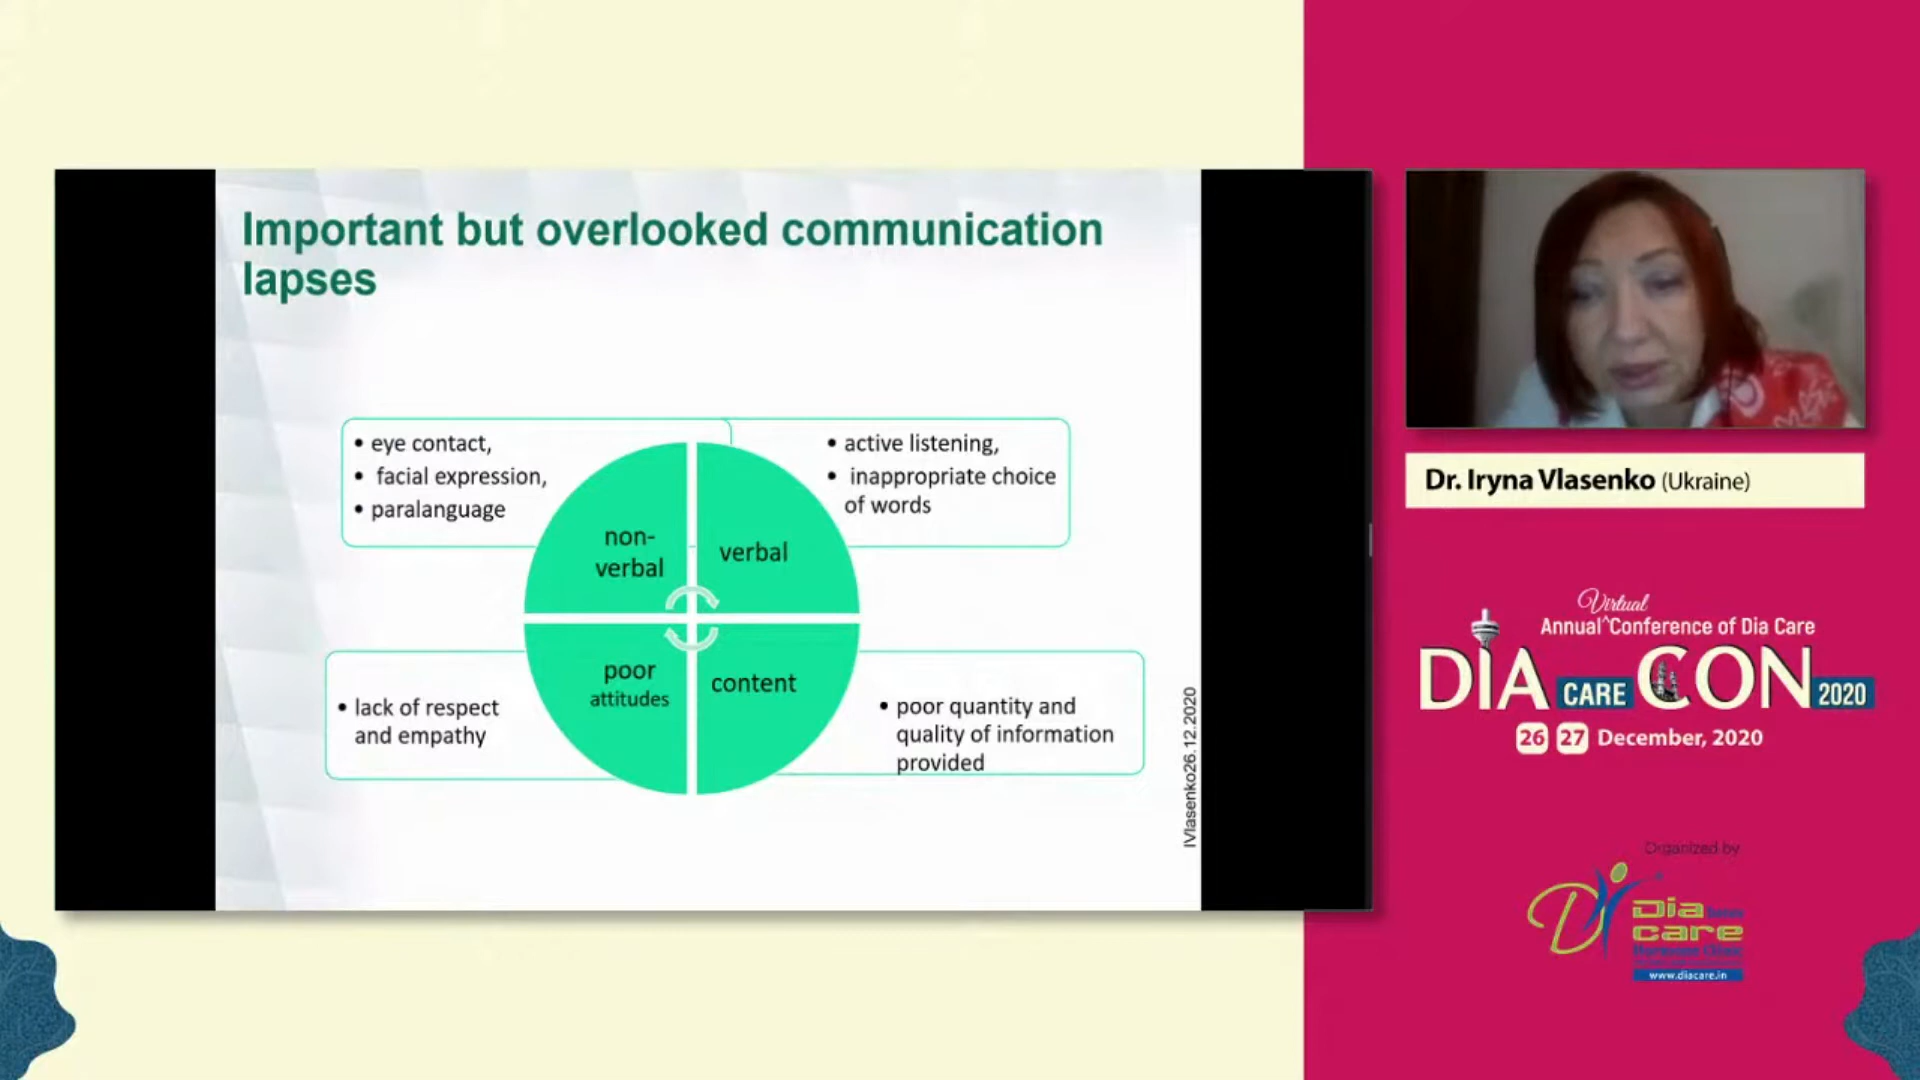 Important but overlooked communication
lapses
• eye contact,
• facial expression,
• paralanguage
• active listening,
• inappropriate choice
of words
non-
verbal
verbal
poor
attitudes
content
• lack of respect
and empathy
• poor quantity and
quality of information
provided
IVlasenko26.12.2020
Dr. Iryna Vlasenko (Ukraine)
Virtual
Annual^Conference of Dia Care
DIA CARE CON 2020
26 27 December, 2020
Organized by
Dia
care
www.diacare.in